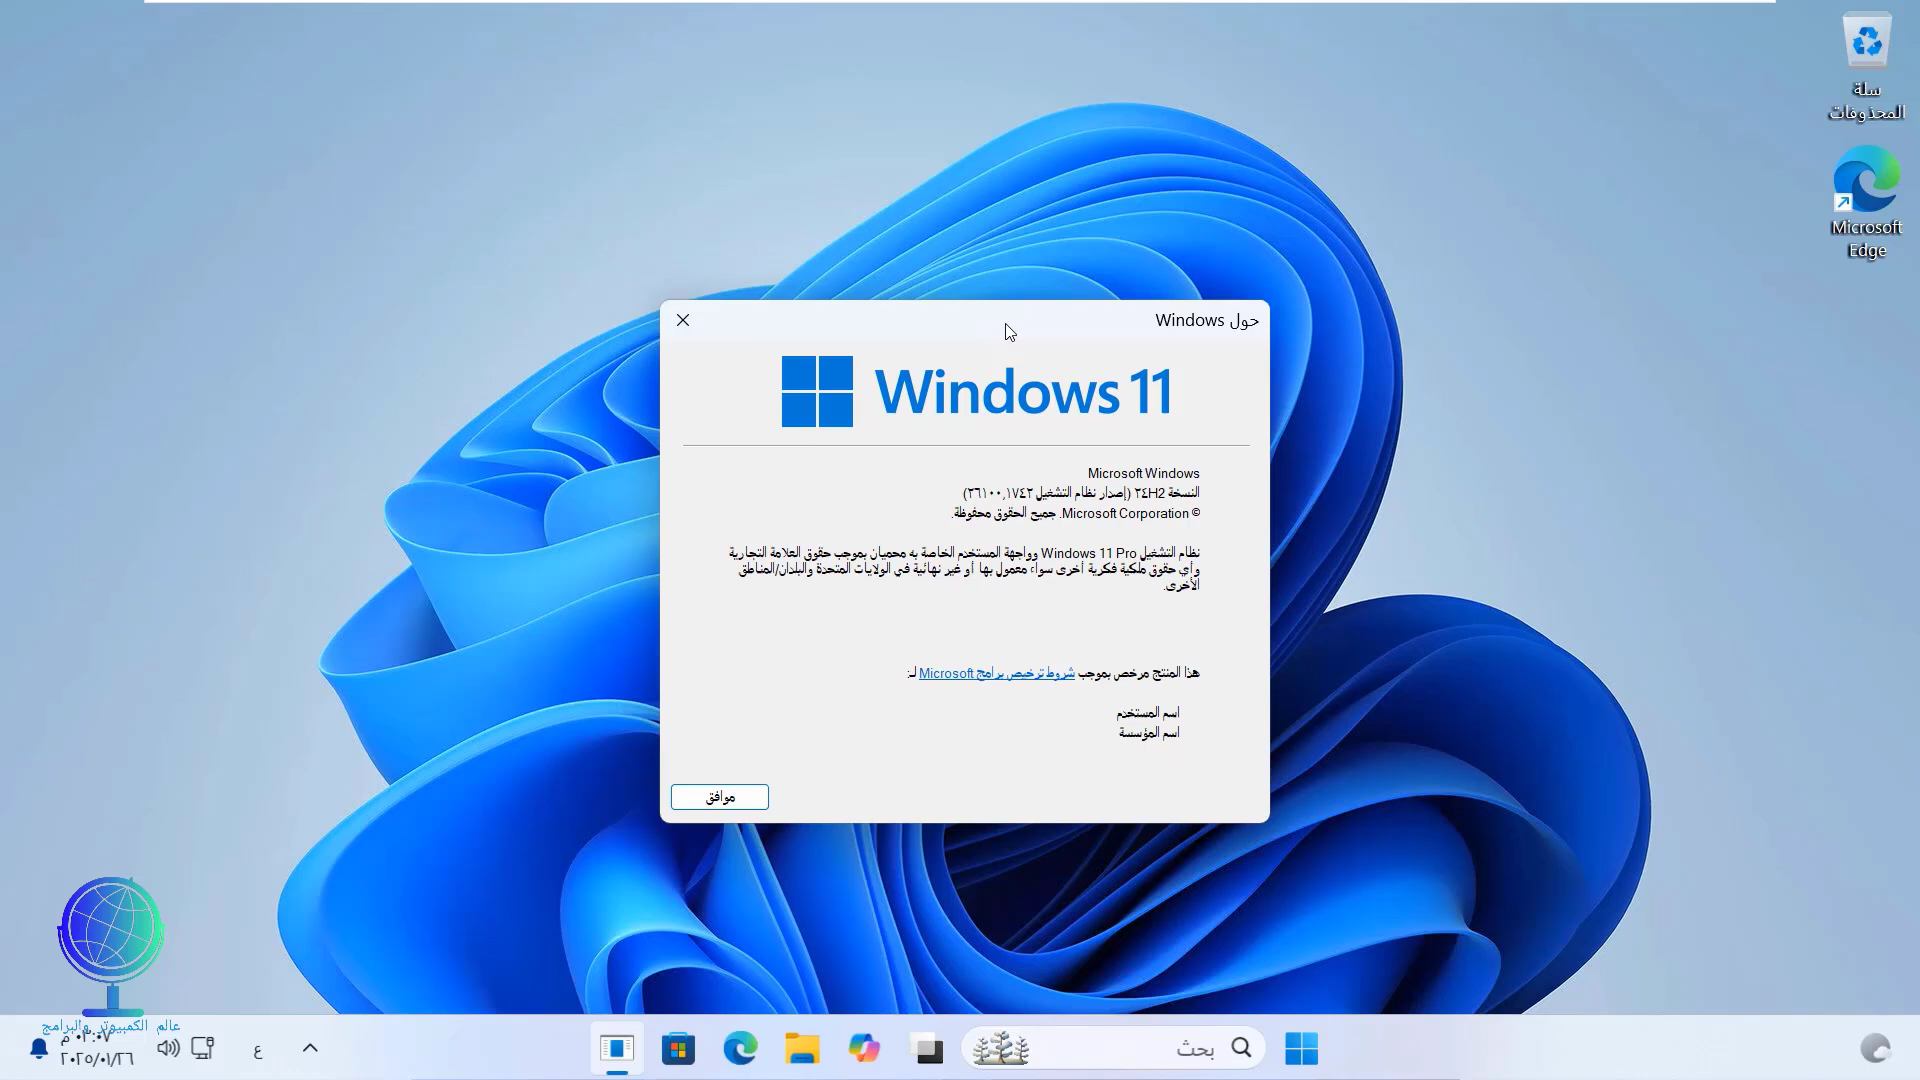 سلة
المحذوفات
Microsoft
Edge
حول Windows
Windows 11
Microsoft Windows
النسخة ٢٤H2 (إصدار نظام التشغيل ٢٦١٠٠,١٧٤٢)
© Microsoft Corporation. جميع الحقوق محفوظة.
نظام التشغيل Windows 11 Pro وواجهة المستخدم الخاصة به محميان بموجب حقوق العلامة التجارية
وأي حقوق ملكية فكرية أخرى سواء معمول بها أو غير نهائية في الولايات المتحدة والبلدان/المناطق
الأخرى.
هذا المنتج مرخص بموجب شروط ترخيص برامج Microsoft لـ:
اسم المستخدم
اسم المؤسسة
موافق
عالم الكمبيوتر والبرامج
بحث
ع
٠٢:٠٧ م
٢٠٢٥/٠١/٢٦